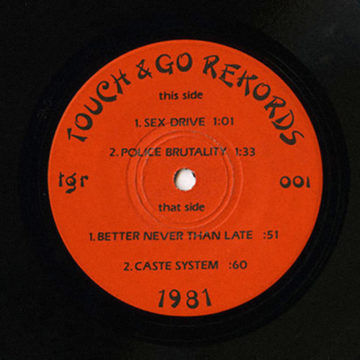 TOUCH & GO REKORDS
this side
1. SEX DRIVE 1:01
2. POLICE BRUTALITY 1:33
tgr 001
that side
1. BETTER NEVER THAN LATE :51
2. CASTE SYSTEM :60
1981